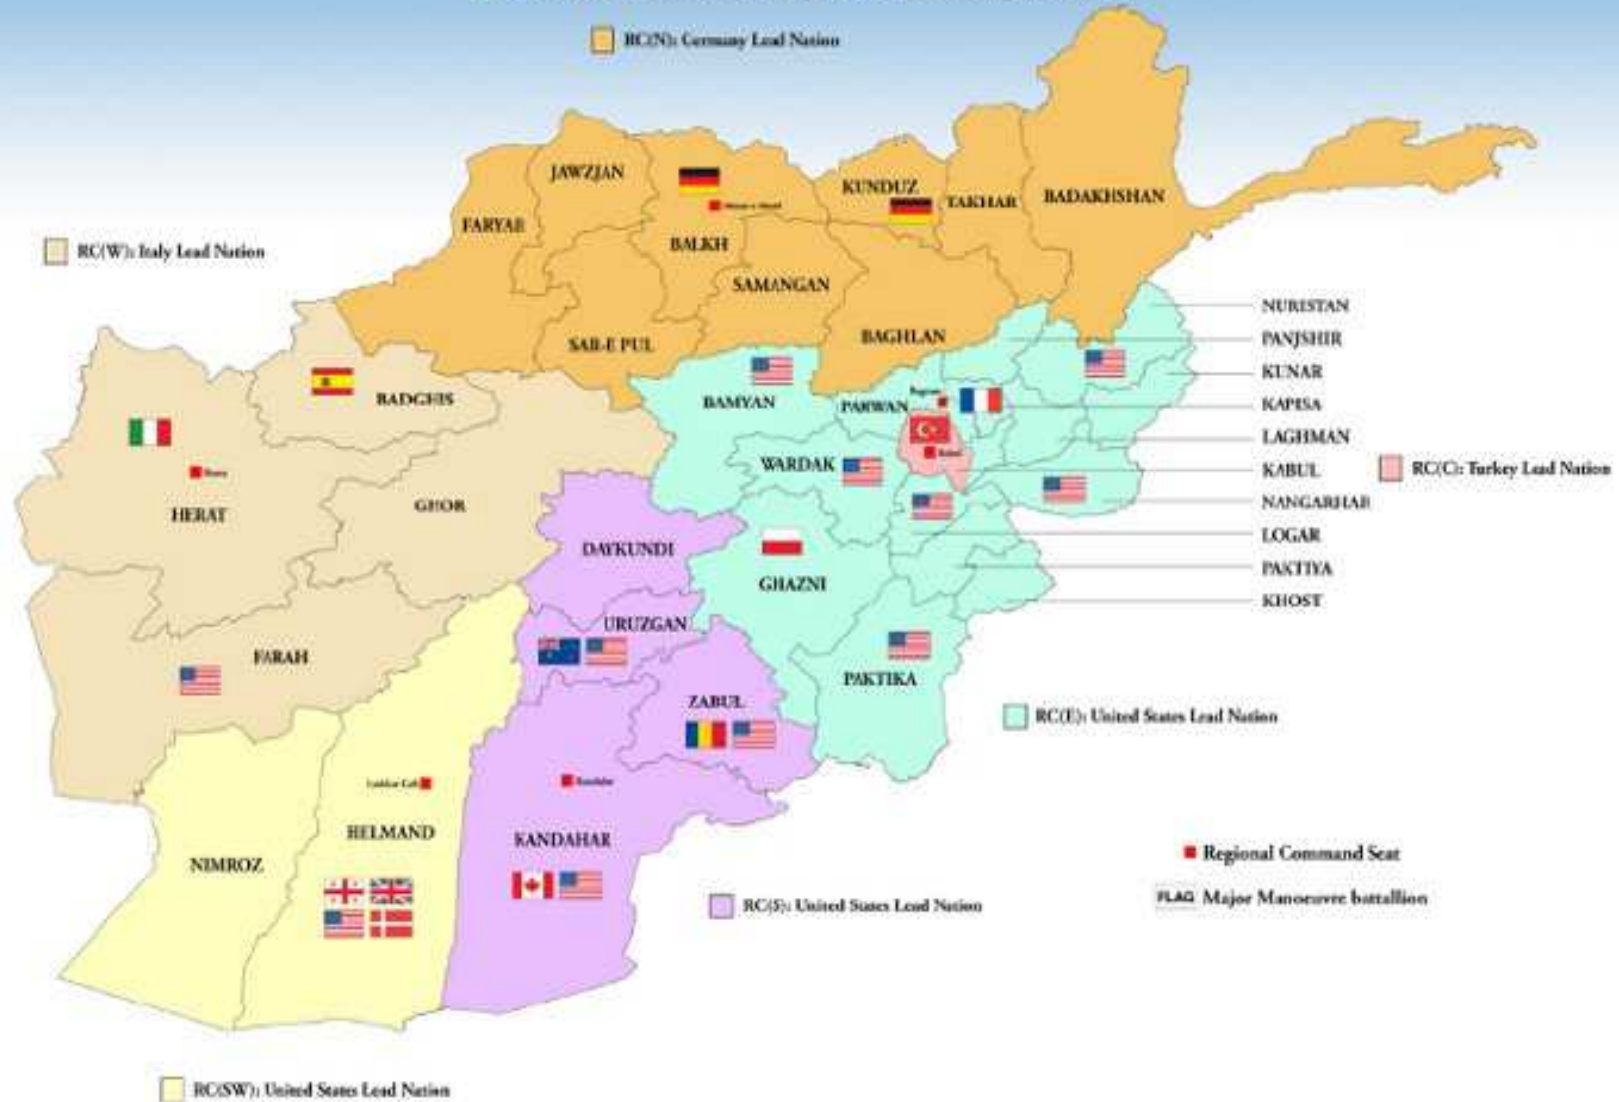 RC(N): Germany Lead Nation
JAWZJAN
KUNDUZ
TAKHAR
BADAKHSHAN
FARYAB
BALKH
RC(W): Italy Lead Nation
SAMANGAN
NURISTAN
SAR-E PUL
BAGHLAN
PANJSHIR
KUNAR
BADGHIS
BAMYAN
PARWAN
KAPISA
LAGHMAN
WARDAK
KABUL
RC(C): Turkey Lead Nation
HERAT
GHOR
NANGARHAR
LOGAR
DAYKUNDI
PAKTIYA
GHAZNI
KHOST
URUZGAN
FARAH
PAKTIKA
ZABUL
RC(E): United States Lead Nation
HELMAND
KANDAHAR
NIMROZ
Regional Command Seat
FLAG Major Manoeuvre battallion
RC(S): United States Lead Nation
RC(SW): United States Lead Nation